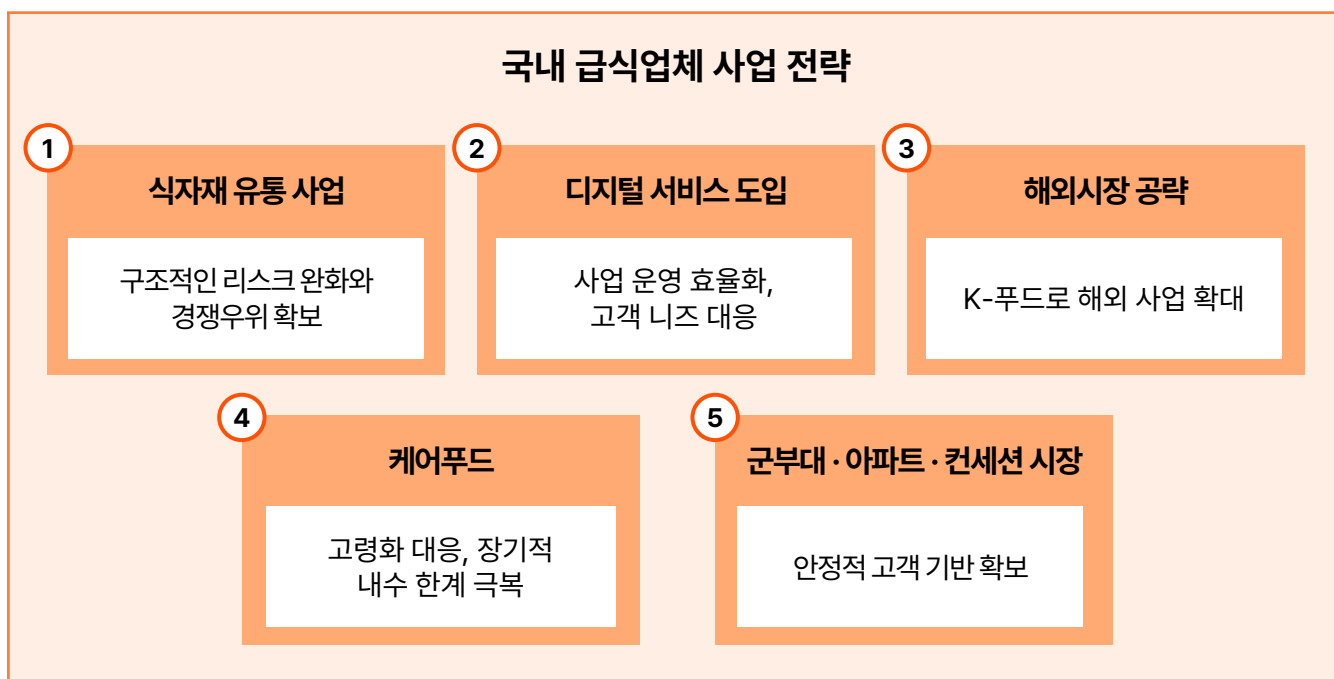 국내 급식업체 사업 전략
1
식자재 유통 사업
구조적인 리스크 완화와
경쟁우위 확보
2
디지털 서비스 도입
사업 운영 효율화,
고객 니즈 대응
3
해외시장 공략
K-푸드로 해외 사업 확대
4
케어푸드
고령화 대응, 장기적
내수 한계 극복
5
군부대 · 아파트 · 컨세션 시장
안정적 고객 기반 확보